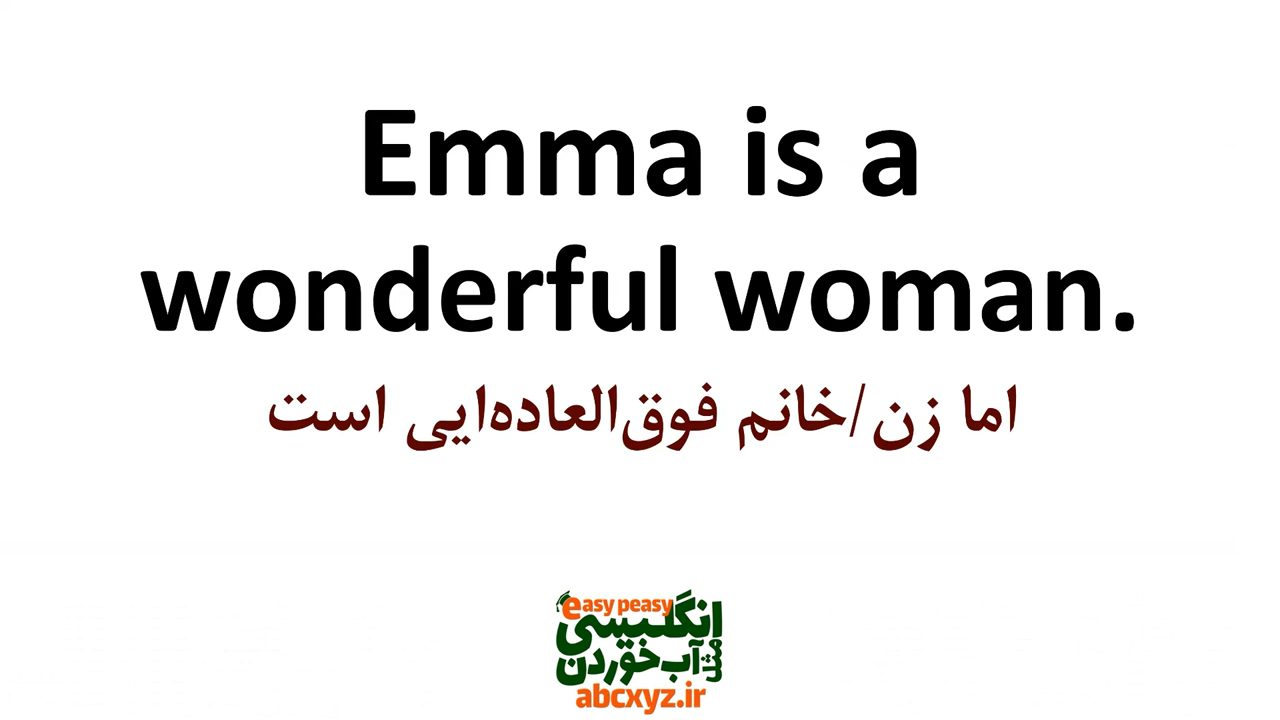 Emma is a
wonderful woman.
اما زن/خانم فوق‌العاده‌ایی است
easy peasy
انگلیسی
مثل آب خوردن
abcxyz.ir